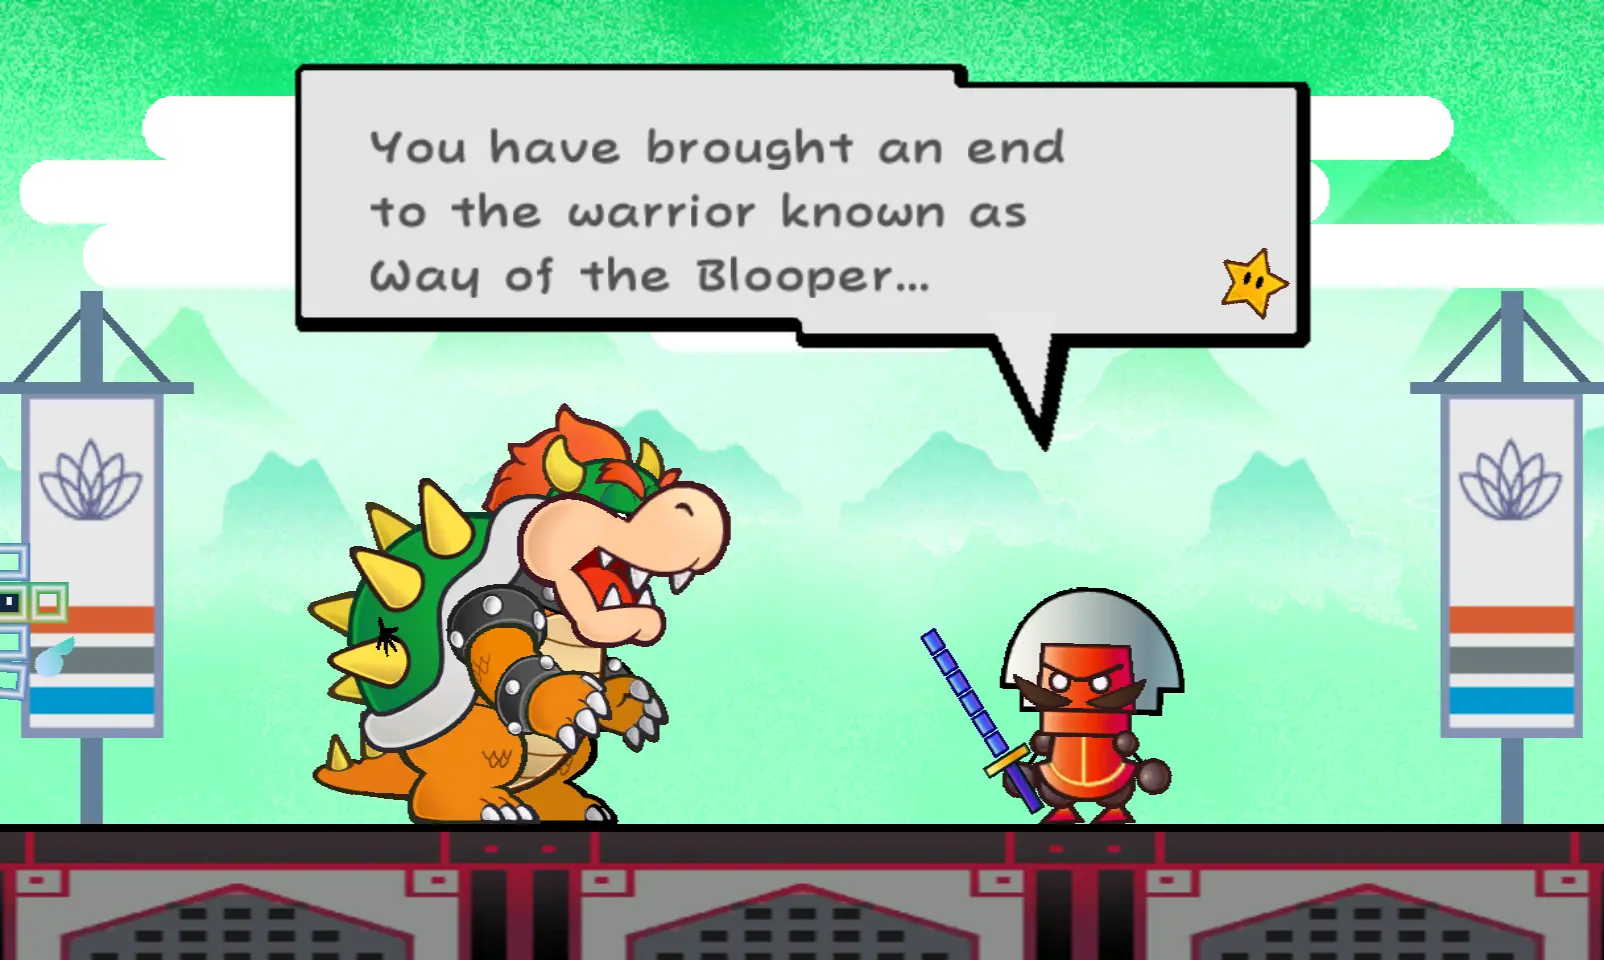 You have brought an end
to the warrior known as
Way of the Blooper...